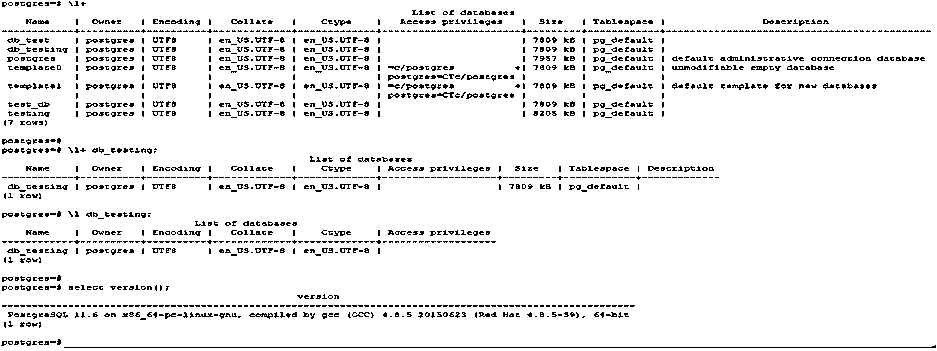 postgres=# \l+
List of databases
Name | Owner | Encoding | Collate | Ctype | Access privileges | Size | Tablespace | Description
db_test | postgres | UTF8 | en_US.UTF-8 | en_US.UTF-8 | | 7809 kB | pg_default |
db_testing | postgres | UTF8 | en_US.UTF-8 | en_US.UTF-8 | | 7809 kB | pg_default |
postgres | postgres | UTF8 | en_US.UTF-8 | en_US.UTF-8 | | 7987 kB | pg_default | default administrative connection database
template0 | postgres | UTF8 | en_US.UTF-8 | en_US.UTF-8 | =c/postgres +| 7809 kB | pg_default | unmodifiable empty database
| | | | | postgres=CTc/postgres | | |
template1 | postgres | UTF8 | en_US.UTF-8 | en_US.UTF-8 | =c/postgres +| 7809 kB | pg_default | default template for new databases
| | | | | postgres=CTc/postgres | | |
test_db | postgres | UTF8 | en_US.UTF-8 | en_US.UTF-8 | | 7809 kB | pg_default |
testing | postgres | UTF8 | en_US.UTF-8 | en_US.UTF-8 | | 8205 kB | pg_default |
(7 rows)
postgres=#
postgres=# \l+ db_testing;
List of databases
Name | Owner | Encoding | Collate | Ctype | Access privileges | Size | Tablespace | Description
db_testing | postgres | UTF8 | en_US.UTF-8 | en_US.UTF-8 | | 7809 kB | pg_default |
(1 row)
postgres=# \l db_testing;
List of databases
Name | Owner | Encoding | Collate | Ctype | Access privileges
db_testing | postgres | UTF8 | en_US.UTF-8 | en_US.UTF-8 |
(1 row)
postgres=#
postgres=# select version();
version
PostgreSQL 11.6 on x86_64-pc-linux-gnu, compiled by gcc (GCC) 4.8.5 20150623 (Red Hat 4.8.5-39), 64-bit
(1 row)
postgres=#